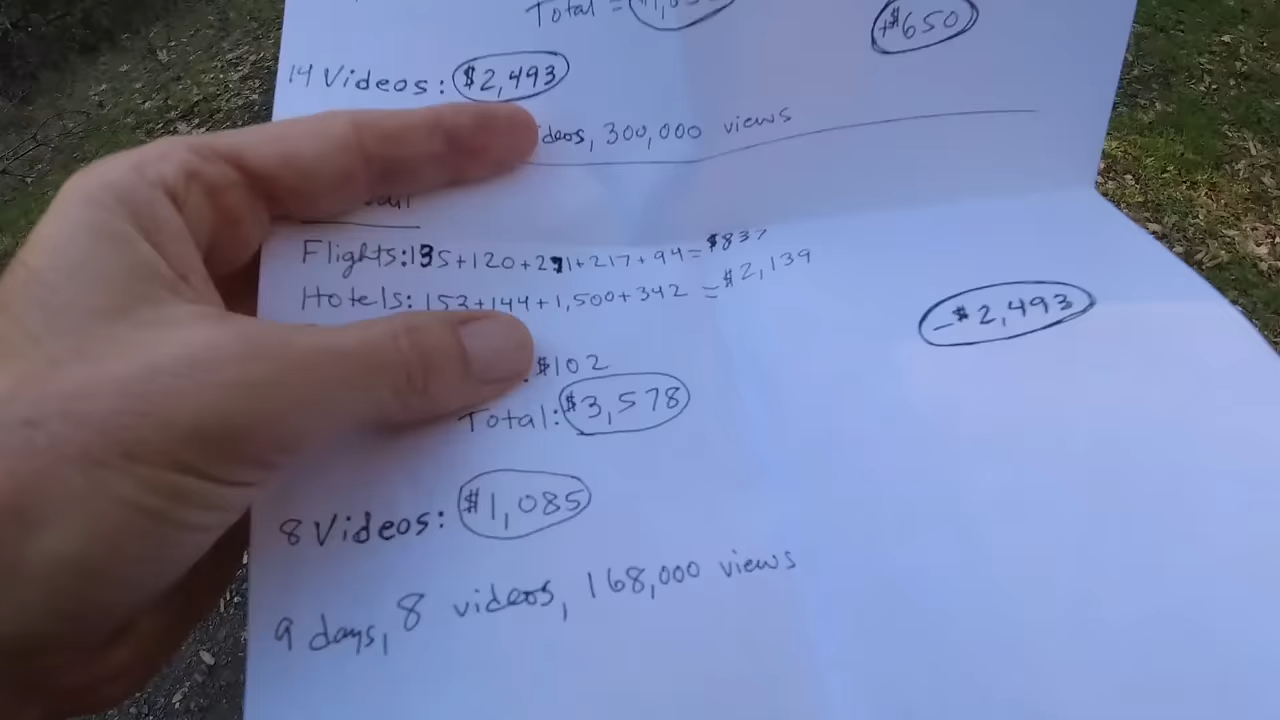 Total =
+$650
14 Videos: $2,493
ideos, 300,000 views
Flights: 135+120+271+217+94=$837
Hotels: 153+144+1,500+342 = $2,139
-$2,493
$102
Total: $3,578
8 Videos: $1,085
9 days, 8 videos, 168,000 views